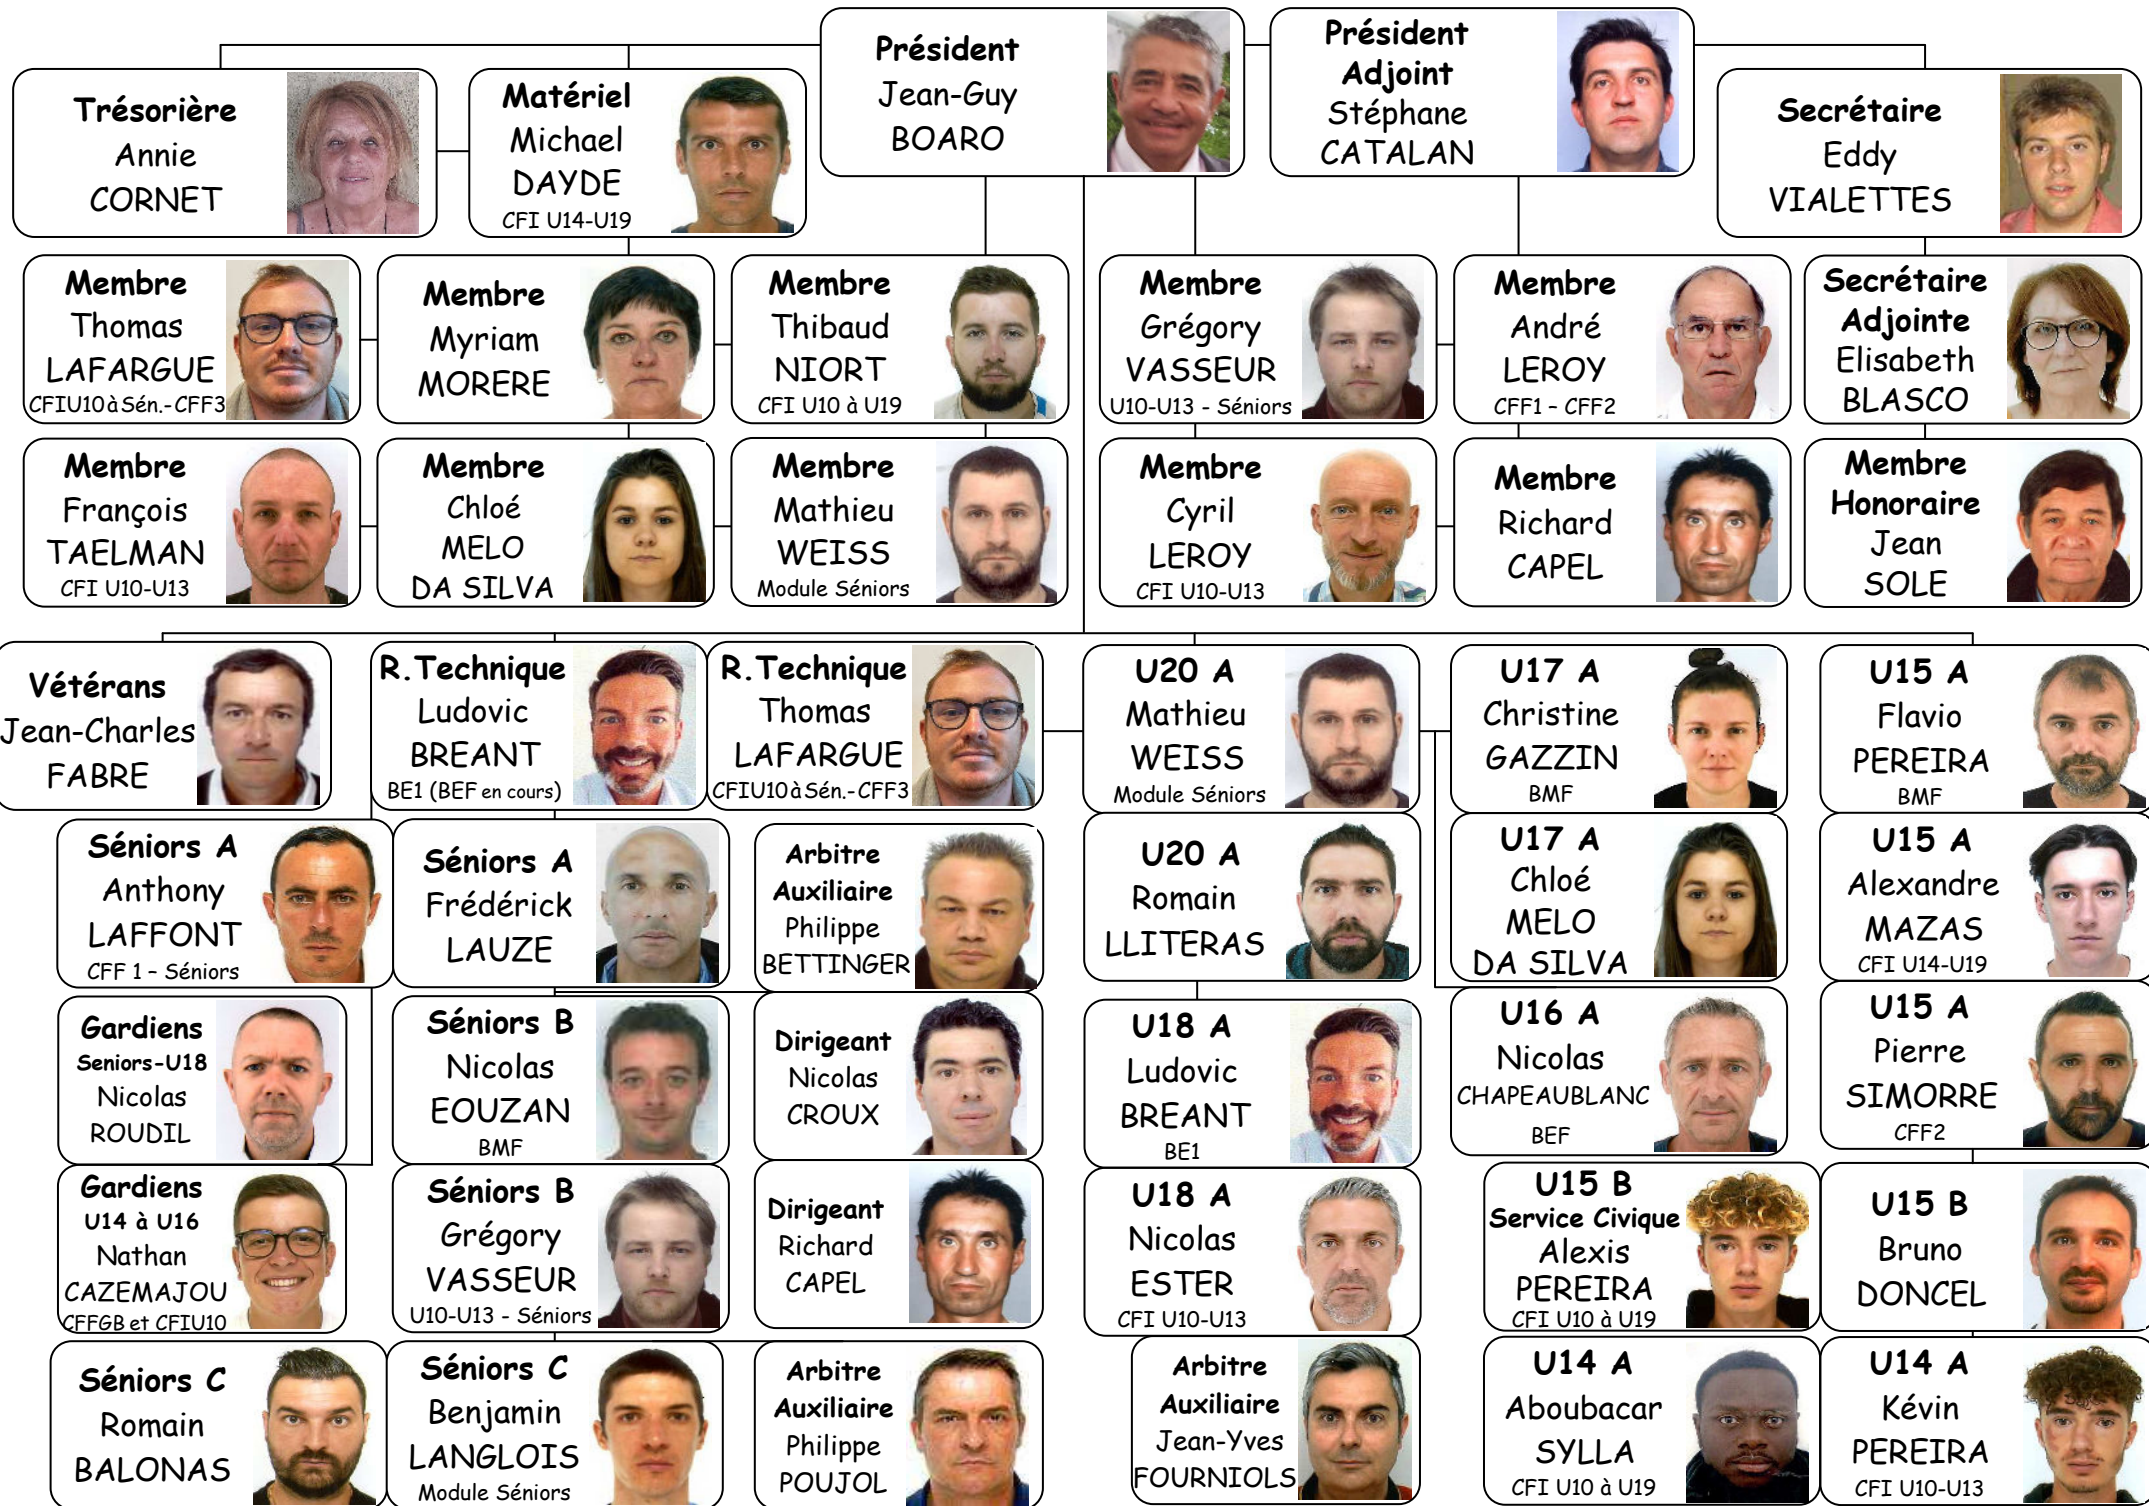 Président
Jean-Guy
BOARO
Président
Adjoint
Stéphane
CATALAN
Trésorière
Annie
CORNET
Matériel
Michael
DAYDE
CFI U14-U19
Secrétaire
Eddy
VIALETTES
Membre
Thomas
LAFARGUE
CFIU10 à Sén.-CFF3
Membre
Myriam
MORERE
Membre
Thibaud
NIORT
CFI U10 à U19
Membre
Grégory
VASSEUR
U10-U13 - Séniors
Membre
André
LEROY
CFF1 - CFF2
Secrétaire
Adjointe
Elisabeth
BLASCO
Membre
François
TAELMAN
CFI U10-U13
Membre
Chloé
MELO
DA SILVA
Membre
Mathieu
WEISS
Module Séniors
Membre
Cyril
LEROY
CFI U10-U13
Membre
Richard
CAPEL
Membre
Honoraire
Jean
SOLE
Vétérans
Jean-Charles
FABRE
R.Technique
Ludovic
BREANT
BE1 (BEF en cours)
R.Technique
Thomas
LAFARGUE
CFIU10 à Sén.-CFF3
U20 A
Mathieu
WEISS
Module Séniors
U17 A
Christine
GAZZIN
BMF
U15 A
Flavio
PEREIRA
BMF
Séniors A
Anthony
LAFFONT
CFF 1 - Séniors
Séniors A
Frédérick
LAUZE
Arbitre
Auxiliaire
Philippe
BETTINGER
U20 A
Romain
LLITERAS
U17 A
Chloé
MELO
DA SILVA
U15 A
Alexandre
MAZAS
CFI U14-U19
Gardiens
Seniors-U18
Nicolas
ROUDIL
Séniors B
Nicolas
EOUZAN
BMF
Dirigeant
Nicolas
CROUX
U18 A
Ludovic
BREANT
BE1
U16 A
Nicolas
CHAPEAUBLANC
BEF
U15 A
Pierre
SIMORRE
CFF2
Gardiens
U14 à U16
Nathan
CAZEMAJOU
CFFGB et CFIU10
Séniors B
Grégory
VASSEUR
U10-U13 - Séniors
Dirigeant
Richard
CAPEL
U18 A
Nicolas
ESTER
CFI U10-U13
U15 B
Service Civique
Alexis
PEREIRA
CFI U10 à U19
U15 B
Bruno
DONCEL
Séniors C
Romain
BALONAS
Séniors C
Benjamin
LANGLOIS
Module Séniors
Arbitre
Auxiliaire
Philippe
POUJOL
Arbitre
Auxiliaire
Jean-Yves
FOURNIOLS
U14 A
Aboubacar
SYLLA
CFI U10 à U19
U14 A
Kévin
PEREIRA
CFI U10-U13